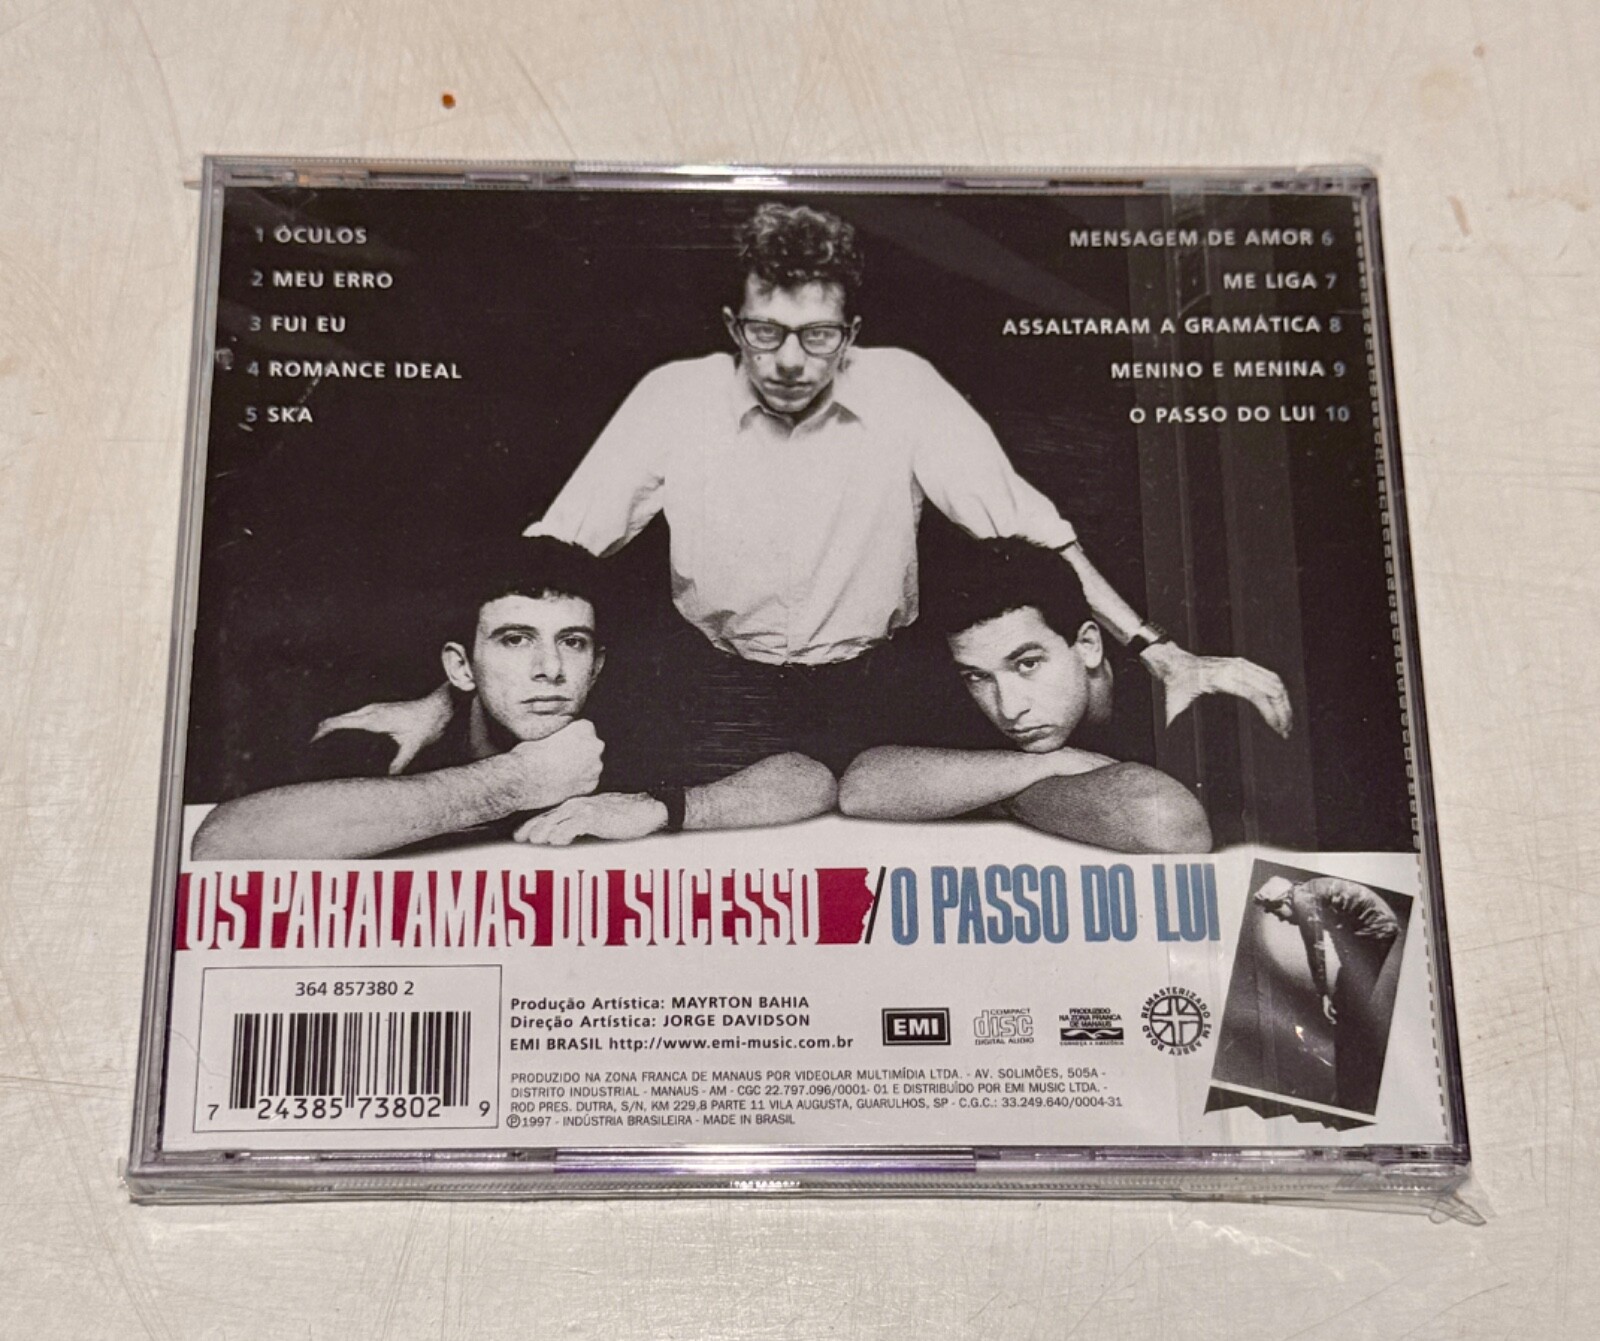 1 ÓCULOS
2 MEU ERRO
3 FUI EU
4 ROMANCE IDEAL
5 SKA
MENSAGEM DE AMOR 6
ME LIGA 7
ASSALTARAM A GRAMÁTICA 8
MENINO E MENINA 9
O PASSO DO LUI 10
OS PARALAMAS DO SUCESSO / O PASSO DO LUI
364 857380 2
7 24385 73802 9
Produção Artística: MAYRTON BAHIA
Direção Artística: JORGE DAVIDSON
EMI BRASIL http://www.emi-music.com.br
EMI
COMPACT
disc
DIGITAL AUDIO
PRODUZIDO
NA ZONA FRANCA
DE MANAUS
CONHEÇA A AMAZÔNIA
REMASTERIZADO EM ABBEY ROAD
PRODUZIDO NA ZONA FRANCA DE MANAUS POR VIDEOLAR MULTIMÍDIA LTDA. - AV. SOLIMÕES, 505A -
DISTRITO INDUSTRIAL - MANAUS - AM - CGC 22.797.096/0001- 01 E DISTRIBUÍDO POR EMI MUSIC LTDA. -
ROD PRES. DUTRA, S/N, KM 229,8 PARTE 11 VILA AUGUSTA, GUARULHOS, SP - C.G.C.: 33.249.640/0004-31
℗1997 - INDÚSTRIA BRASILEIRA - MADE IN BRASIL